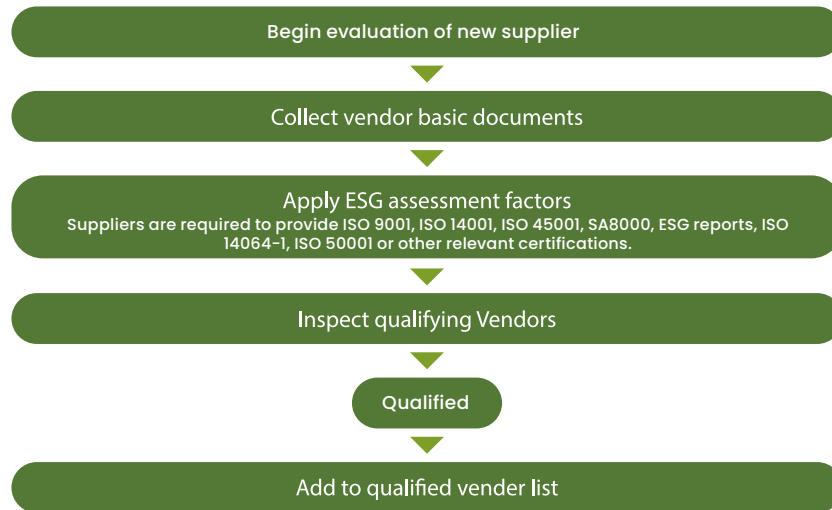 Begin evaluation of new supplier
Collect vendor basic documents
Apply ESG assessment factors
Suppliers are required to provide ISO 9001, ISO 14001, ISO 45001, SA8000, ESG reports, ISO
14064-1, ISO 50001 or other relevant certifications.
Inspect qualifying Vendors
Qualified
Add to qualified vender list